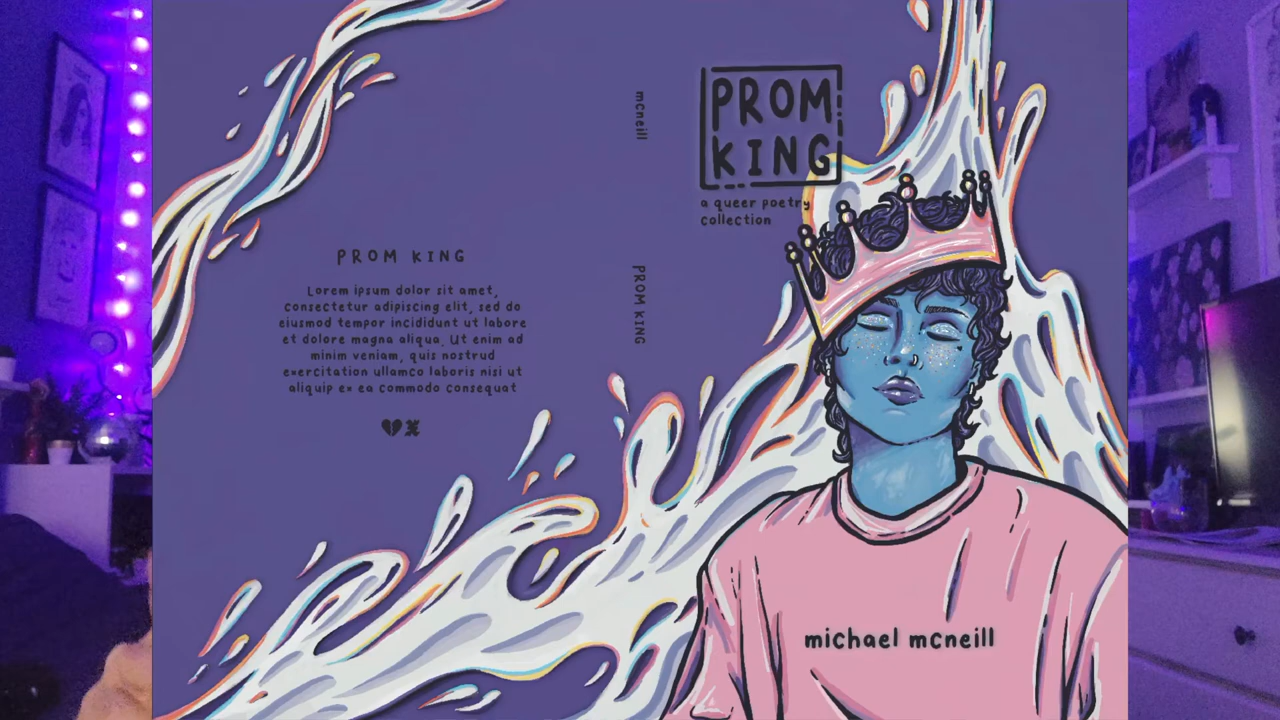 PROM KING
Lorem ipsum dolor sit amet,
consectetur adipiscing elit, sed do
eiusmod tempor incididunt ut labore
et dolore magna aliqua. Ut enim ad
minim veniam, quis nostrud
exercitation ullamco laboris nisi ut
aliquip ex ea commodo consequat
mcneill
PROM KING
PROM
KING
a queer poetry
collection
michael mcneill